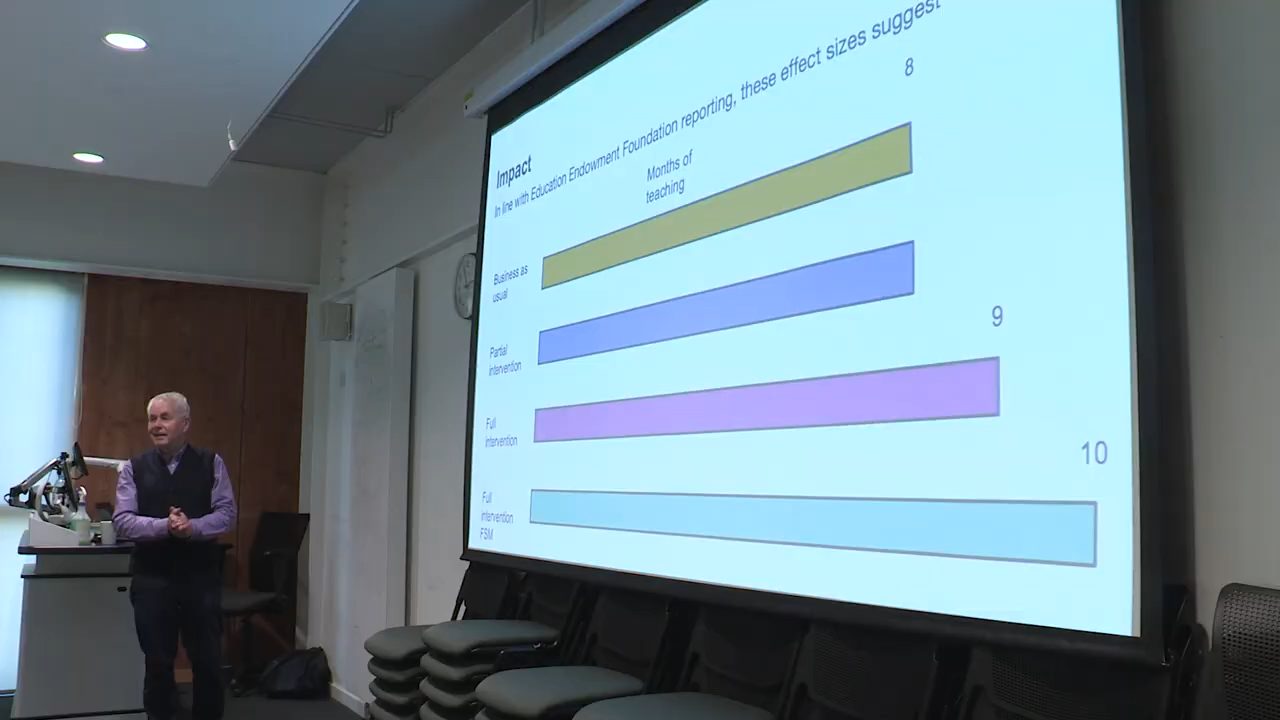 Impact
In line with Education Endowment Foundation reporting, these effect sizes suggest
Months of
teaching
8
Business as
usual
Partial
intervention
9
Full
intervention
10
Full
intervention
FSM